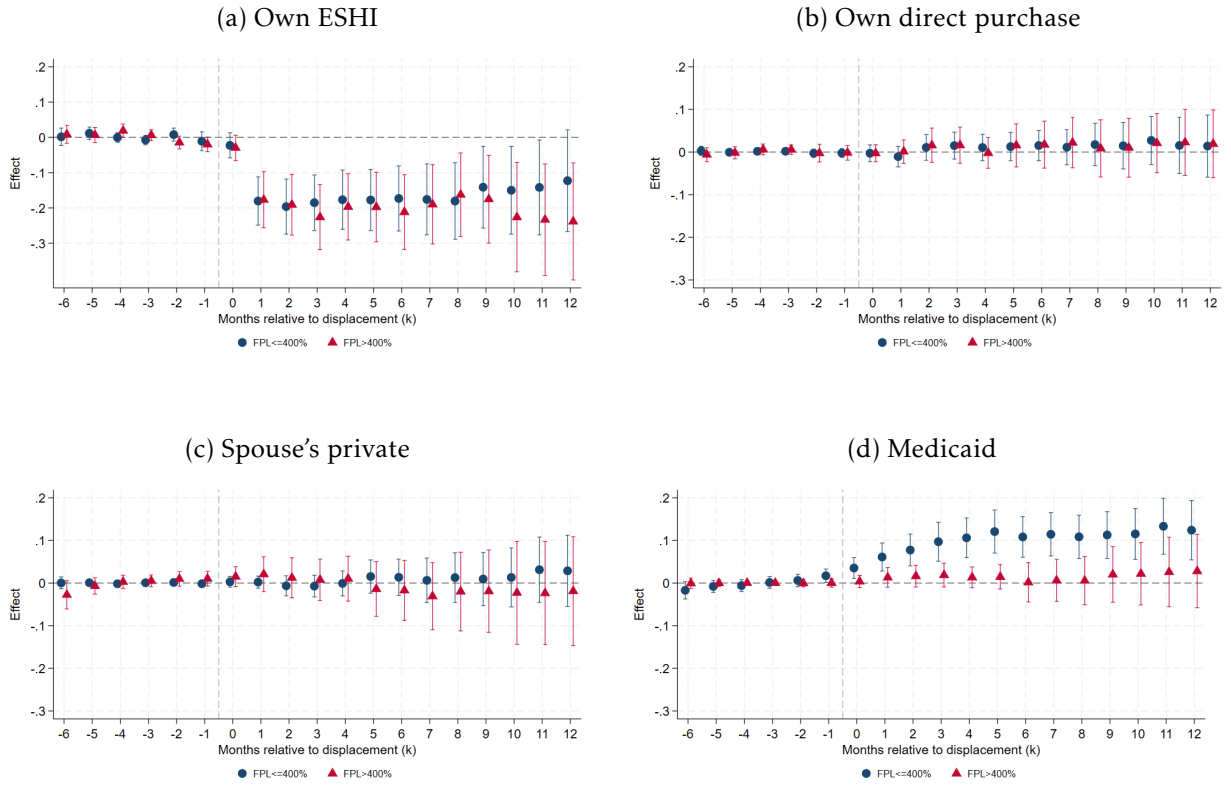 (a) Own ESHI
.2
.1
0
-.1
-.2
-.3
Effect
-6 -5 -4 -3 -2 -1 0 1 2 3 4 5 6 7 8 9 10 11 12
Months relative to displacement (k)
FPL<=400% FPL>400%
(b) Own direct purchase
.2
.1
0
-.1
-.2
-.3
Effect
-6 -5 -4 -3 -2 -1 0 1 2 3 4 5 6 7 8 9 10 11 12
Months relative to displacement (k)
FPL<=400% FPL>400%
(c) Spouse’s private
.2
.1
0
-.1
-.2
-.3
Effect
-6 -5 -4 -3 -2 -1 0 1 2 3 4 5 6 7 8 9 10 11 12
Months relative to displacement (k)
FPL<=400% FPL>400%
(d) Medicaid
.2
.1
0
-.1
-.2
-.3
Effect
-6 -5 -4 -3 -2 -1 0 1 2 3 4 5 6 7 8 9 10 11 12
Months relative to displacement (k)
FPL<=400% FPL>400%